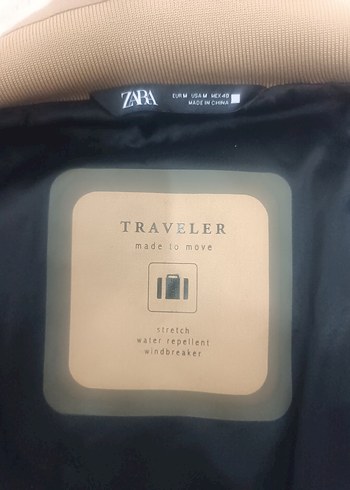 ZARA
EUR M USA M MEX 40
MADE IN CHINA
TRAVELER
made to move
stretch
water repellent
windbreaker